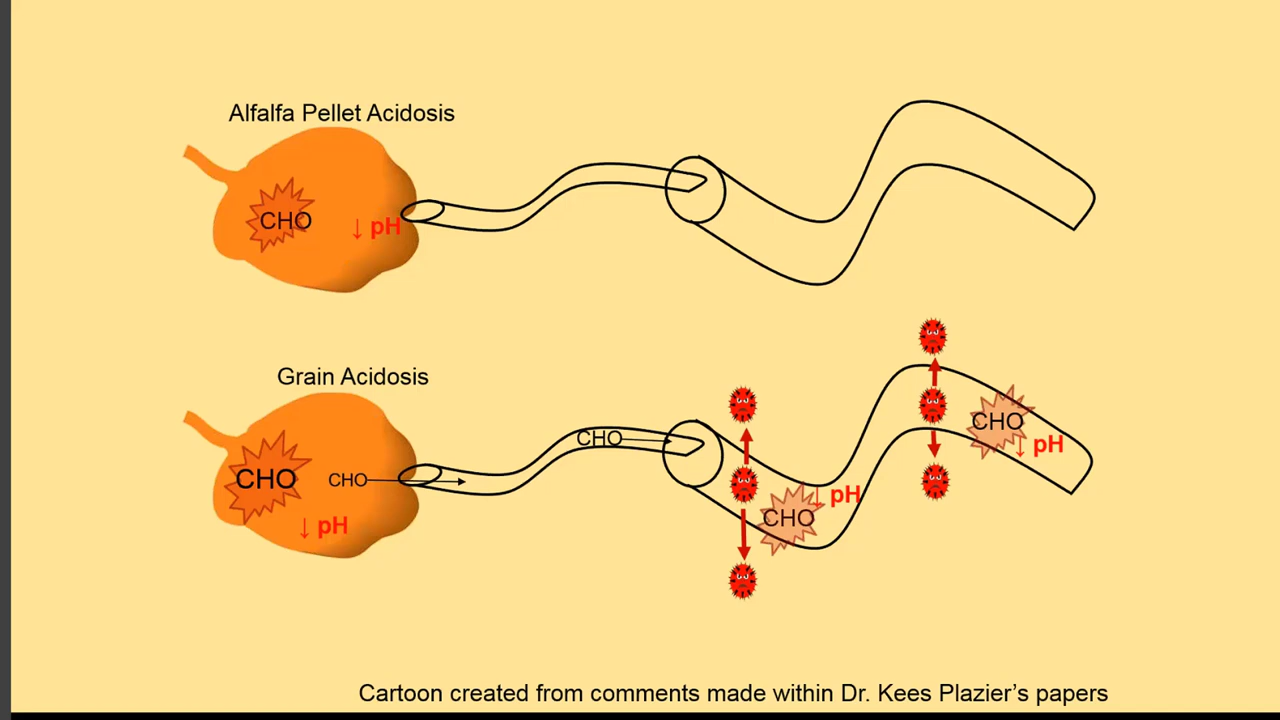 Alfalfa Pellet Acidosis
CHO
↓ pH
Grain Acidosis
CHO
CHO
↓ pH
CHO
CHO
↓ pH
CHO
↓ pH
Cartoon created from comments made within Dr. Kees Plazier’s papers